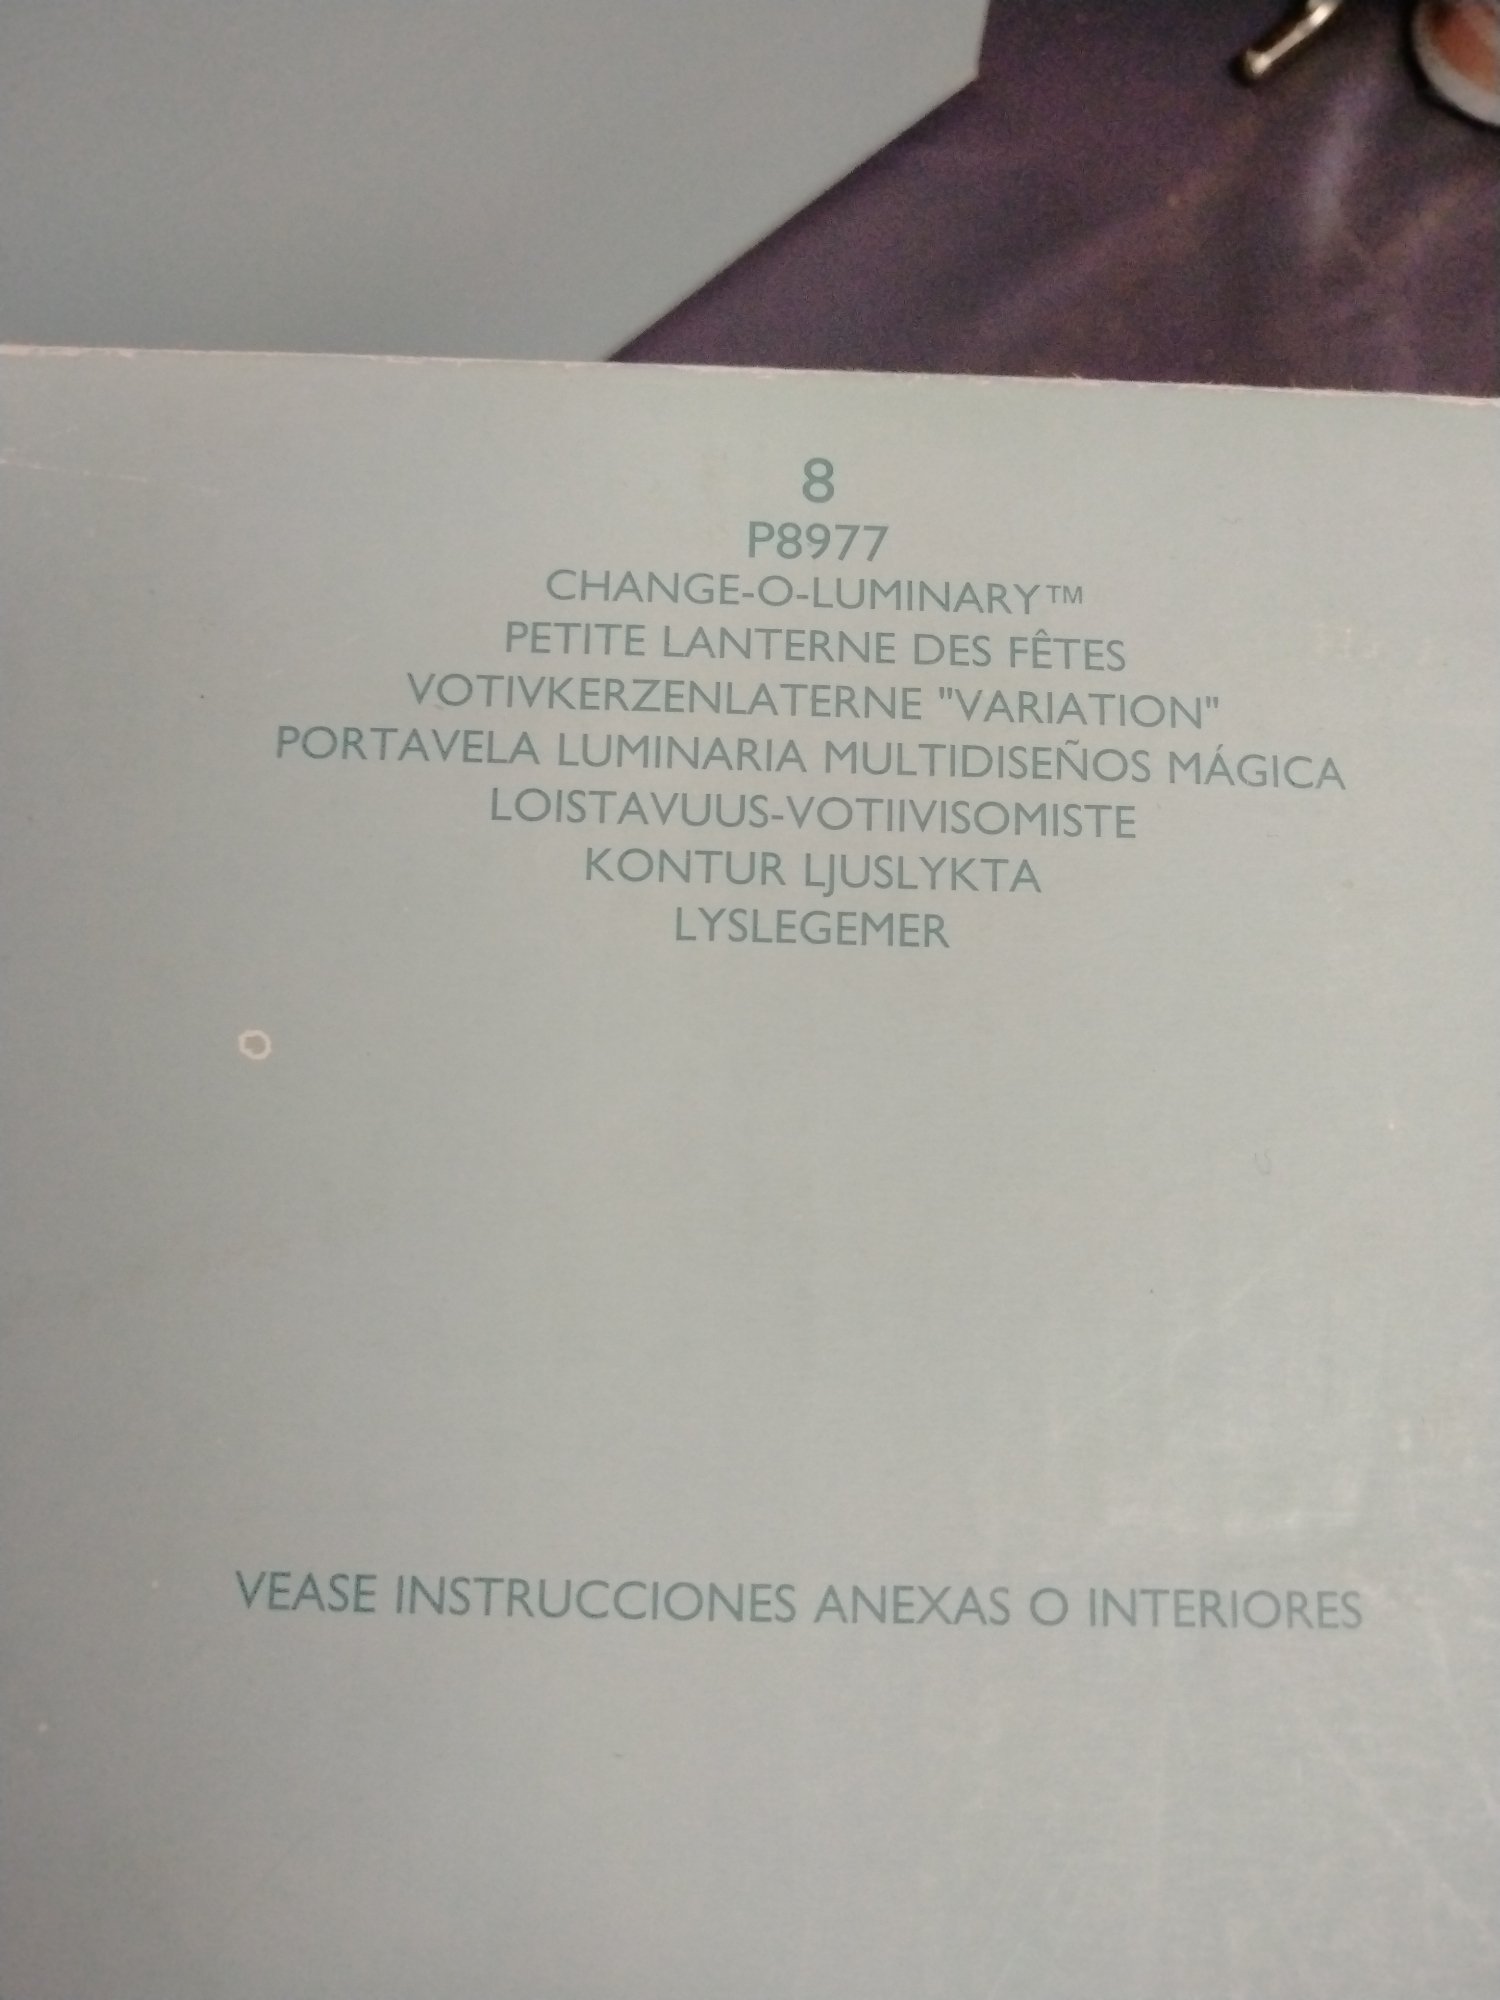 8
P8977
CHANGE-O-LUMINARY™
PETITE LANTERNE DES FÊTES
VOTIVKERZENLATERNE "VARIATION"
PORTAVELA LUMINARIA MULTIDISEÑOS MÁGICA
LOISTAVUUS-VOTIIVISOMISTE
KONTUR LJUSLYKTA
LYSLEGEMER
VEASE INSTRUCCIONES ANEXAS O INTERIORES